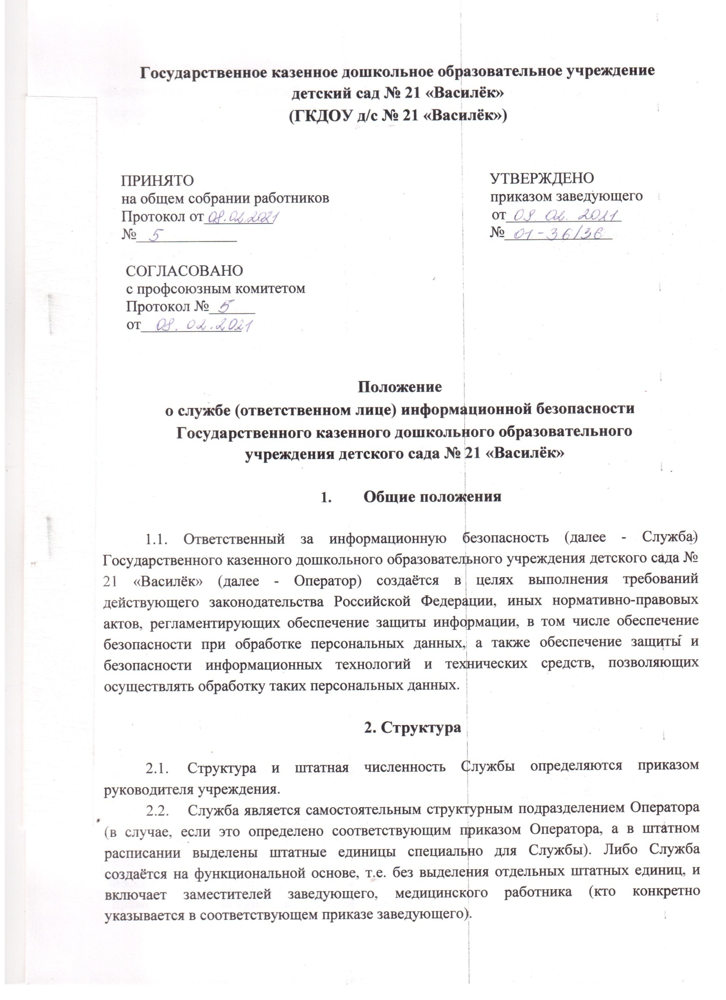 Государственное казенное дошкольное образовательное учреждение
детский сад № 21 «Василёк»
(ГКДОУ д/с № 21 «Василёк»)
ПРИНЯТО
на общем собрании работников
Протокол от 08.02.2021
№ 5
УТВЕРЖДЕНО
приказом заведующего
от 08.02.2011
№ 01-36/36
СОГЛАСОВАНО
с профсоюзным комитетом
Протокол № 5
от 08.02.2021
Положение
о службе (ответственном лице) информационной безопасности
Государственного казенного дошкольного образовательного
учреждения детского сада № 21 «Василёк»
1. Общие положения
1.1. Ответственный за информационную безопасность (далее - Служба)
Государственного казенного дошкольного образовательного учреждения детского сада №
21 «Василёк» (далее - Оператор) создаётся в целях выполнения требований
действующего законодательства Российской Федерации, иных нормативно-правовых
актов, регламентирующих обеспечение защиты информации, в том числе обеспечение
безопасности при обработке персональных данных, а также обеспечение защиты и
безопасности информационных технологий и технических средств, позволяющих
осуществлять обработку таких персональных данных.
2. Структура
2.1. Структура и штатная численность Службы определяются приказом
руководителя учреждения.
2.2. Служба является самостоятельным структурным подразделением Оператора
(в случае, если это определено соответствующим приказом Оператора, а в штатном
расписании выделены штатные единицы специально для Службы). Либо Служба
создаётся на функциональной основе, т.е. без выделения отдельных штатных единиц, и
включает заместителей заведующего, медицинского работника (кто конкретно
указывается в соответствующем приказе заведующего).